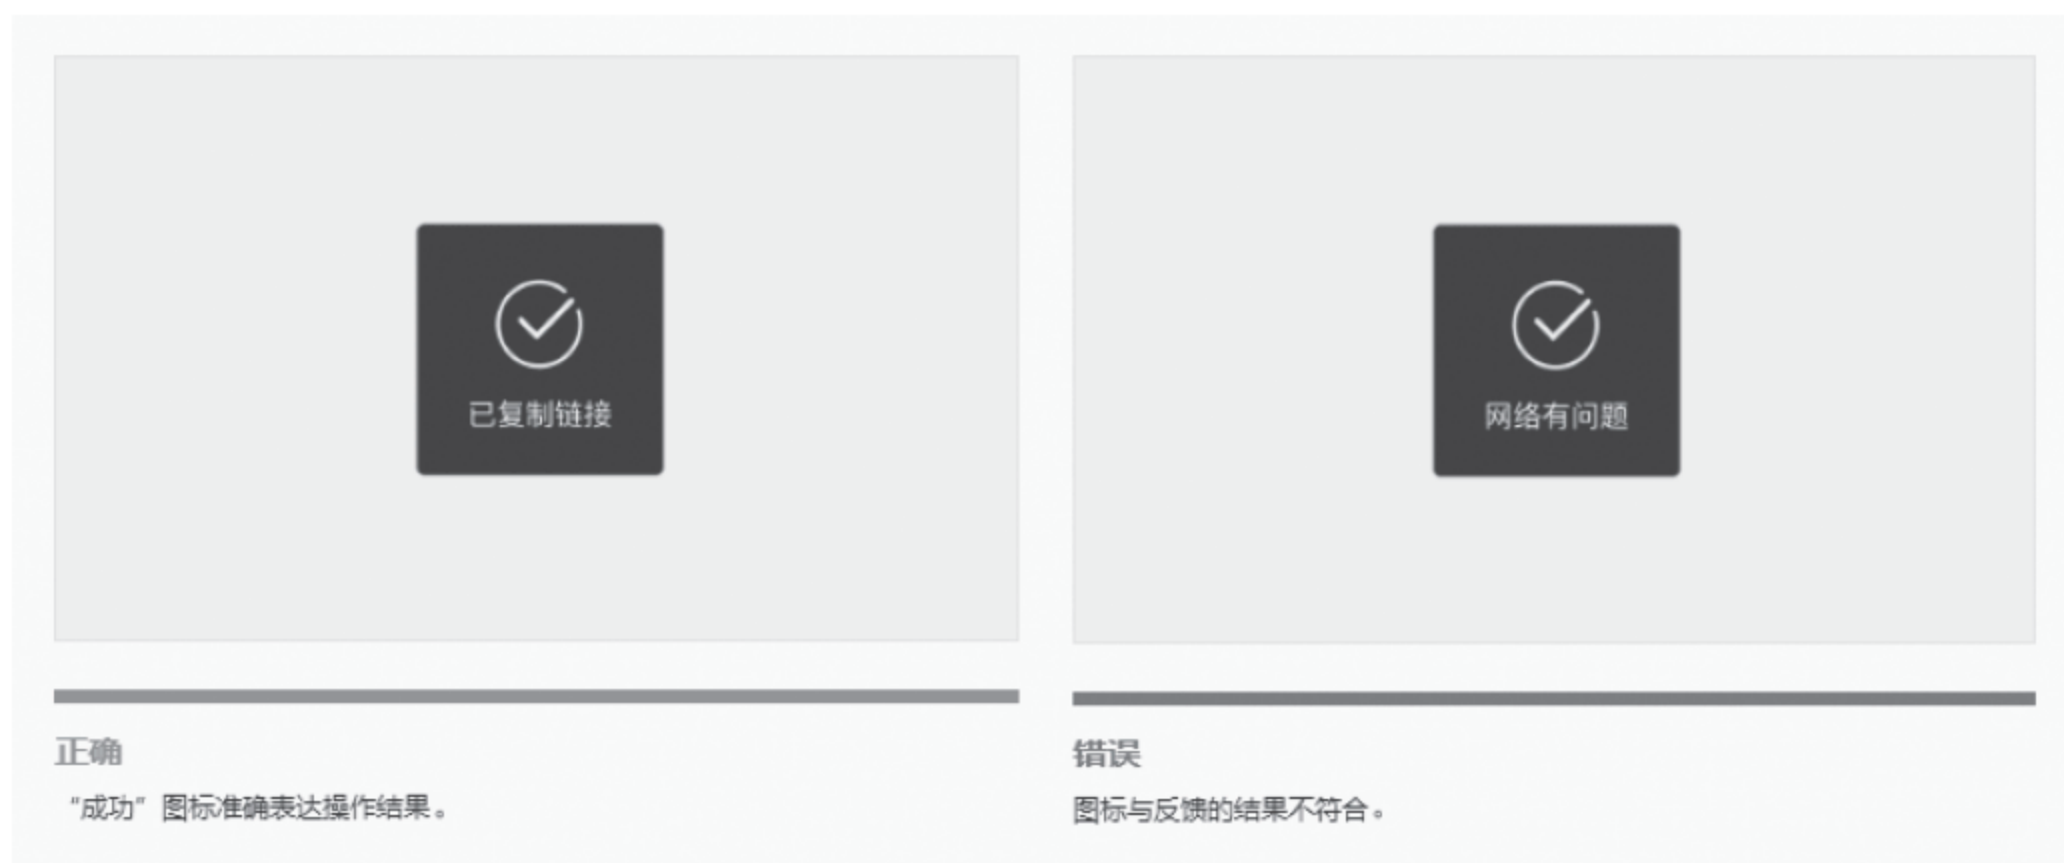 已复制链接
网络有问题
正确
“成功”图标准确表达操作结果。
错误
图标与反馈的结果不符合。